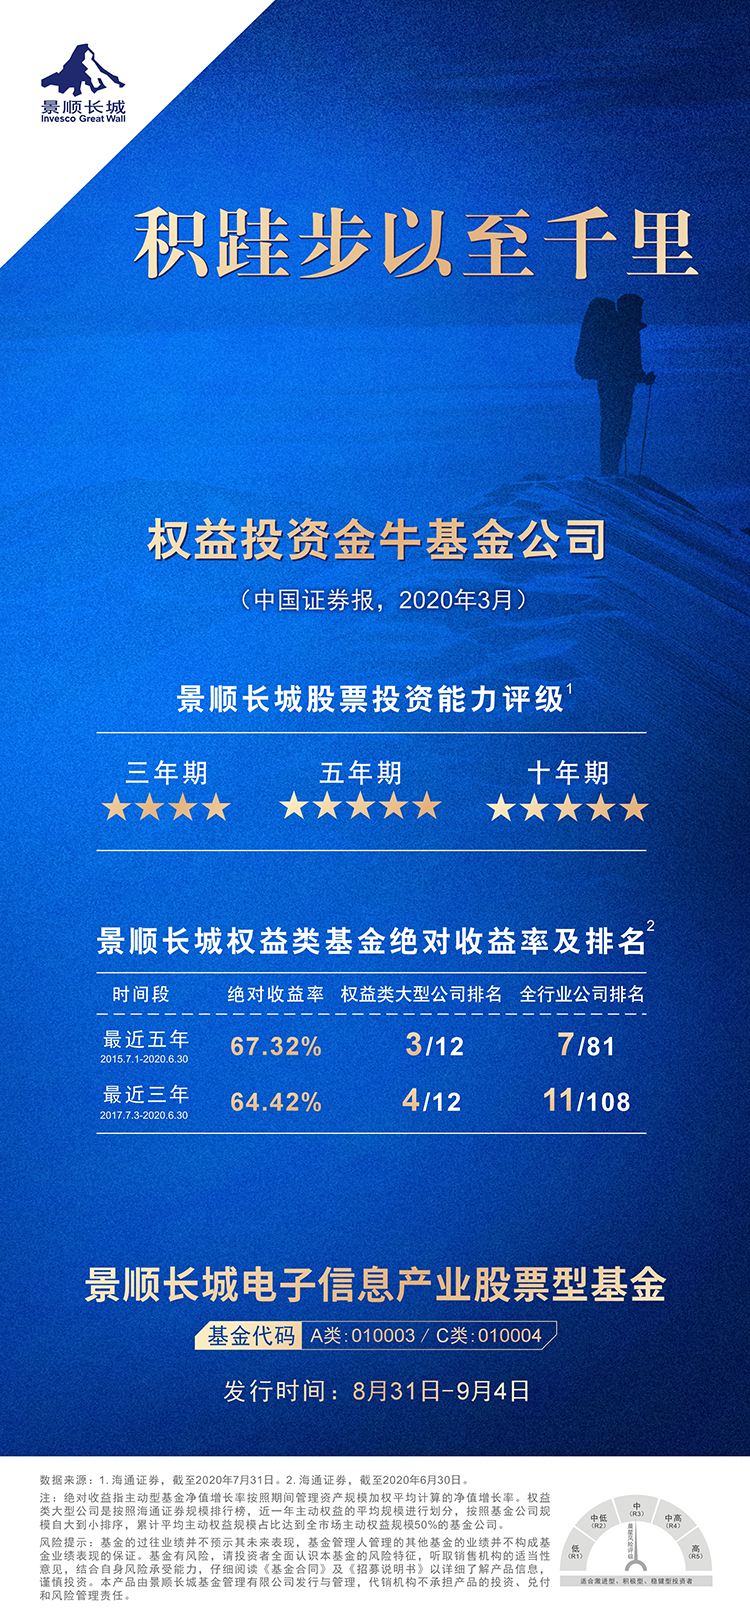 景顺长城
Invesco Great Wall
积跬步以至千里
权益投资金牛基金公司
（中国证券报，2020年3月）
景顺长城股票投资能力评级1
三年期 五年期 十年期
★★★★ ★★★★★ ★★★★★
景顺长城权益类基金绝对收益率及排名2
时间段 绝对收益率 权益类大型公司排名 全行业公司排名
最近五年 67.32% 3/12 7/81
2015.7.1-2020.6.30
最近三年 64.42% 4/12 11/108
2017.7.3-2020.6.30
景顺长城电子信息产业股票型基金
基金代码 A类:010003 / C类:010004
发行时间：8月31日-9月4日
数据来源：1. 海通证券，截至2020年7月31日。2. 海通证券，截至2020年6月30日。
注：绝对收益指主动型基金净值增长率按照期间管理资产规模加权平均计算的净值增长率。权益
类大型公司是按照海通证券规模排行榜，近一年主动权益的平均规模进行划分，按照基金公司规
模自大到小排序，累计平均主动权益规模占比达到全市场主动权益规模50%的基金公司。
风险提示：基金的过往业绩并不预示其未来表现，基金管理人管理的其他基金的业绩并不构成基
金业绩表现的保证。基金有风险，请投资者全面认识本基金的风险特征，听取销售机构的适当性
意见，结合自身风险承受能力，仔细阅读《基金合同》及《招募说明书》以详细了解产品信息，
谨慎投资。本产品由景顺长城基金管理有限公司发行与管理，代销机构不承担产品的投资、兑付
和风险管理责任。
中
(R3)
中低 中高
(R2) (R4)
低 高
(R1) (R5)
晨星风险评级
适合激进型、积极型、稳健型投资者